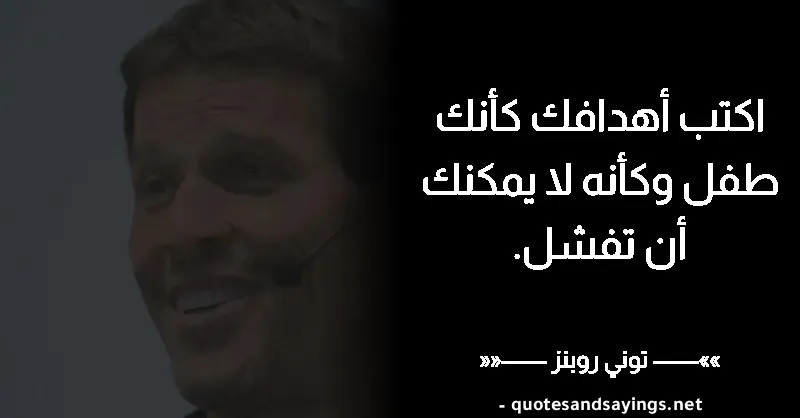 اكتب أهدافك كأنك
طفل وكأنه لا يمكنك
أن تفشل.
»»—— توني روبنز ——««
- quotesandsayings.net